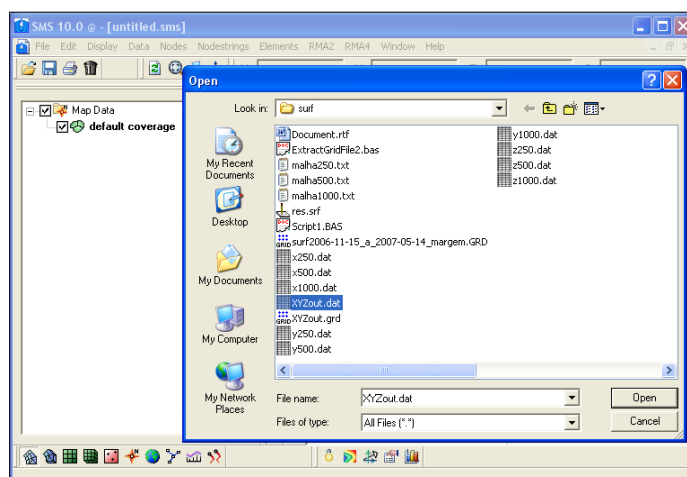 SMS 10.0 @ - [untitled.sms]
File Edit Display Data Nodes Nodestrings Elements RMA2 RMA4 Window Help
Open
Look in: surf
Map Data
default coverage
My Recent Documents
Desktop
My Documents
My Computer
My Network Places
Document.rtf
ExtractGridFile2.bas
malha250.txt
malha500.txt
malha1000.txt
res.srf
Script1.BAS
surf2006-11-15_a_2007-05-14_margem.GRD
x250.dat
x500.dat
x1000.dat
XYZout.dat
XYZout.grd
y250.dat
y500.dat
y1000.dat
z250.dat
z500.dat
z1000.dat
File name: XYZout.dat Open
Files of type: All Files (*.*) Cancel